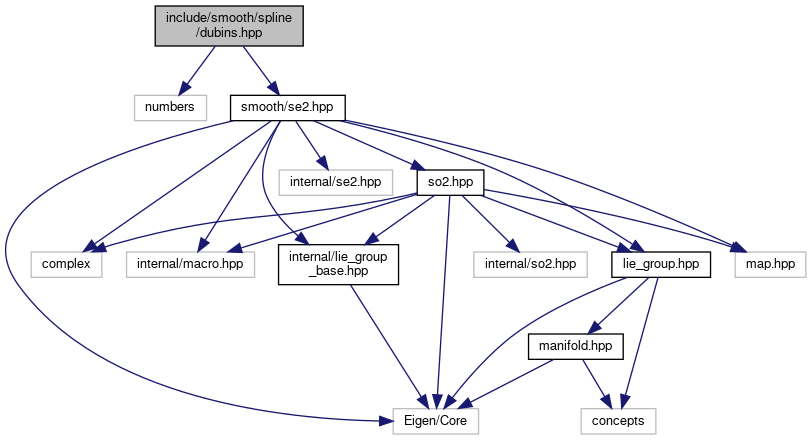 include/smooth/spline
/dubins.hpp
numbers
smooth/se2.hpp
internal/se2.hpp
so2.hpp
complex
internal/macro.hpp
internal/lie_group
_base.hpp
internal/so2.hpp
lie_group.hpp
map.hpp
manifold.hpp
Eigen/Core
concepts